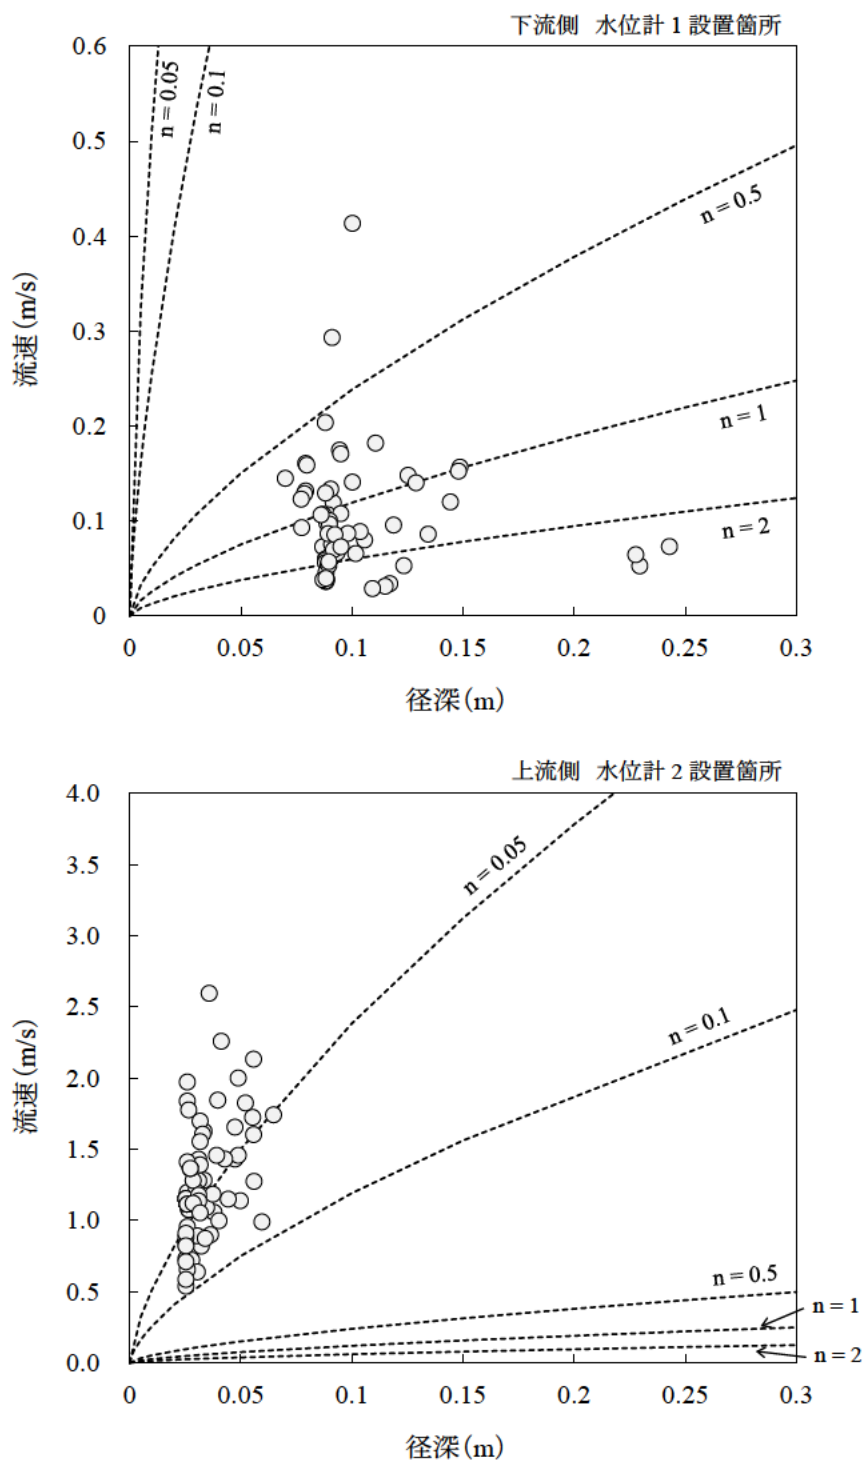 下流側 水位計 1 設置箇所
0.6
0.5
0.4
0.3
0.2
0.1
0
流速(m/s)
n = 0.05
n = 0.1
n = 0.5
n = 1
n = 2
0 0.05 0.1 0.15 0.2 0.25 0.3
径深(m)
上流側 水位計 2 設置箇所
4.0
3.5
3.0
2.5
2.0
1.5
1.0
0.5
0.0
流速(m/s)
n = 0.05
n = 0.1
n = 0.5
n = 1
n = 2
0 0.05 0.1 0.15 0.2 0.25 0.3
径深(m)